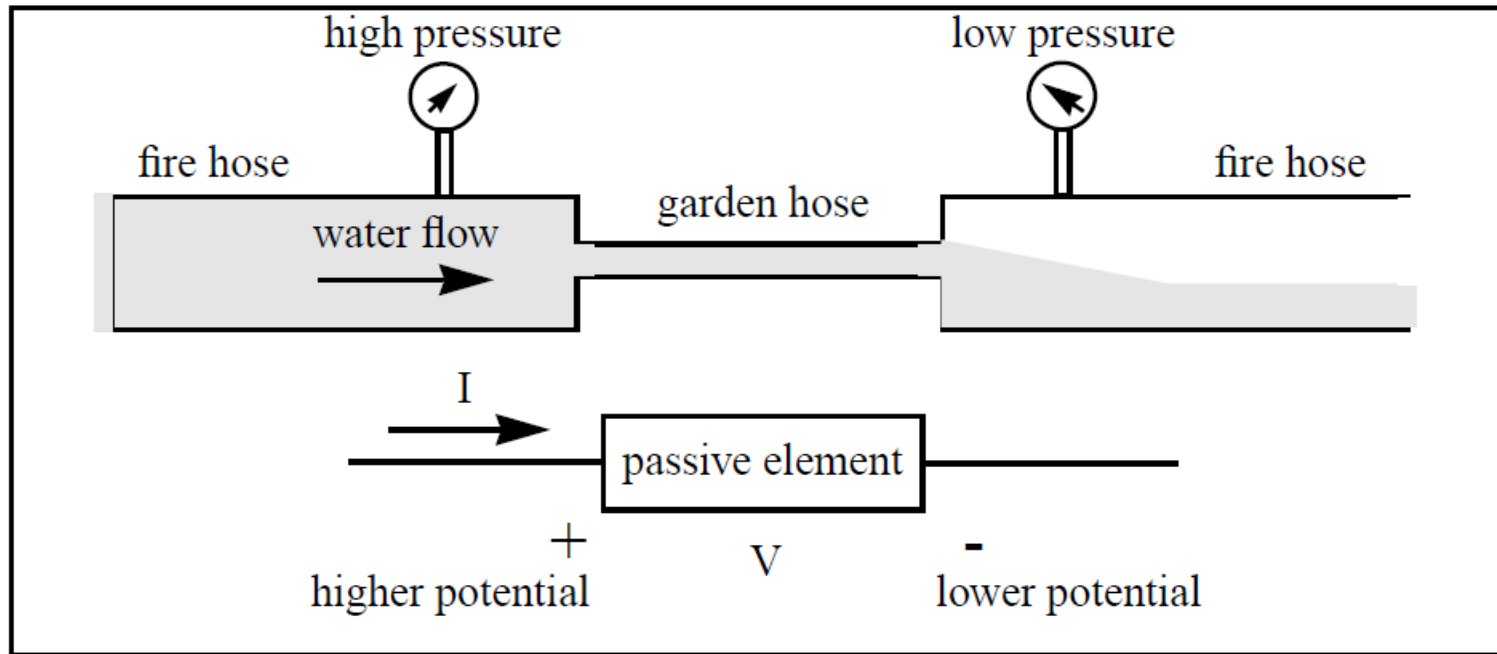 high pressure
low pressure
fire hose
fire hose
garden hose
water flow
I
passive element
+
V
-
higher potential
lower potential